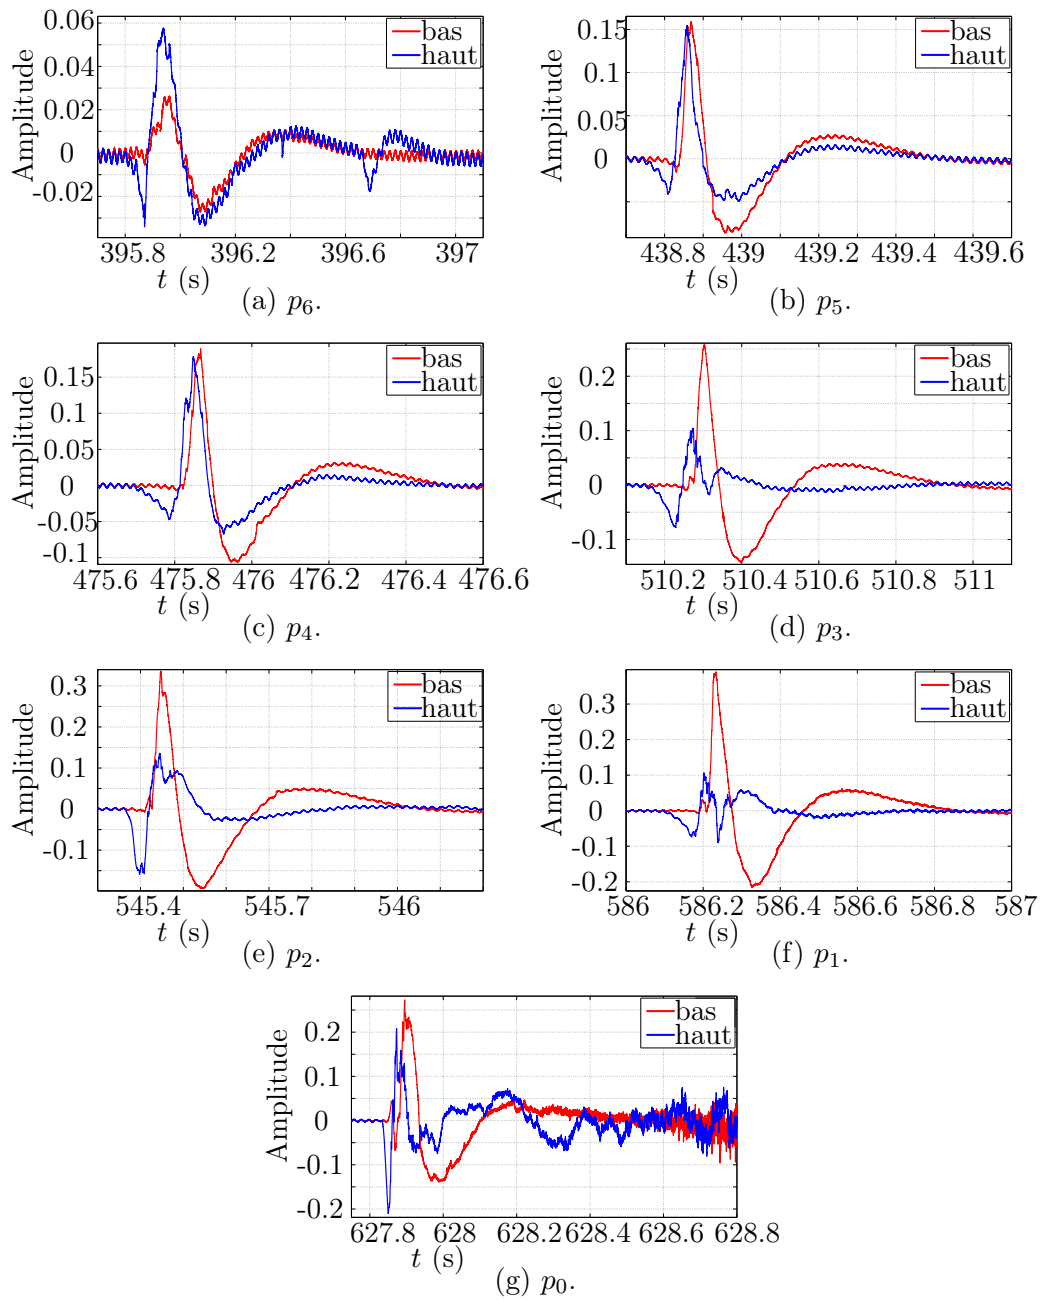 0.06
0.04
0.02
0
-0.02
Amplitude
bas
haut
395.8
396.2
396.6
397
t (s)
(a) p6.
0.15
0.1
0.05
0
Amplitude
bas
haut
438.8
439
439.2
439.4
439.6
t (s)
(b) p5.
0.15
0.1
0.05
0
-0.05
-0.1
Amplitude
bas
haut
475.6
475.8
476
476.2
476.4
476.6
t (s)
(c) p4.
0.2
0.1
0
-0.1
Amplitude
bas
haut
510.2
510.4
510.6
510.8
511
t (s)
(d) p3.
0.3
0.2
0.1
0
-0.1
Amplitude
bas
haut
545.4
545.7
546
t (s)
(e) p2.
0.3
0.2
0.1
0
-0.1
-0.2
Amplitude
bas
haut
586
586.2
586.4
586.6
586.8
587
t (s)
(f) p1.
0.2
0.1
0
-0.1
-0.2
Amplitude
bas
haut
627.8
628
628.2
628.4
628.6
628.8
t (s)
(g) p0.